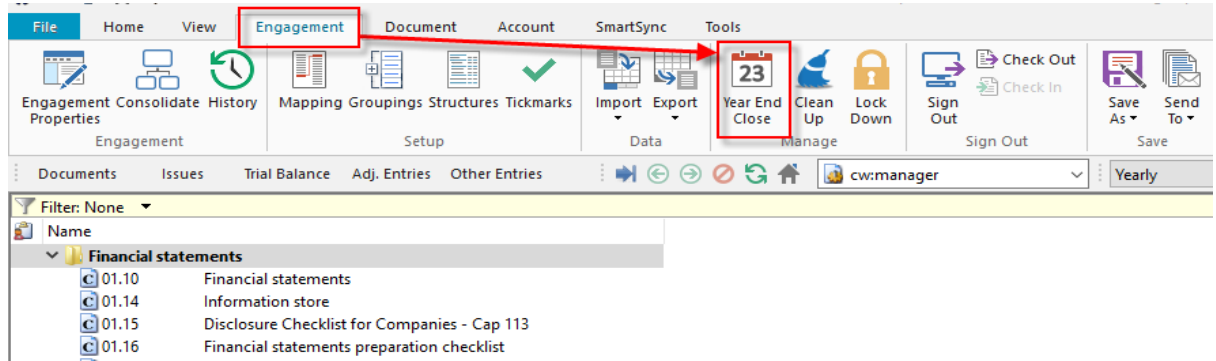 File Home View Engagement Document Account SmartSync Tools
23
Check Out
Check In
Engagement Properties
Consolidate
History
Mapping
Groupings
Structures
Tickmarks
Import
Export
Year End Close
Clean Up
Lock Down
Sign Out
Save As
Send To
Engagement Setup Data Manage Sign Out Save
Documents Issues Trial Balance Adj. Entries Other Entries cw:manager Yearly
Filter: None
Name
Financial statements
01.10 Financial statements
01.14 Information store
01.15 Disclosure Checklist for Companies - Cap 113
01.16 Financial statements preparation checklist